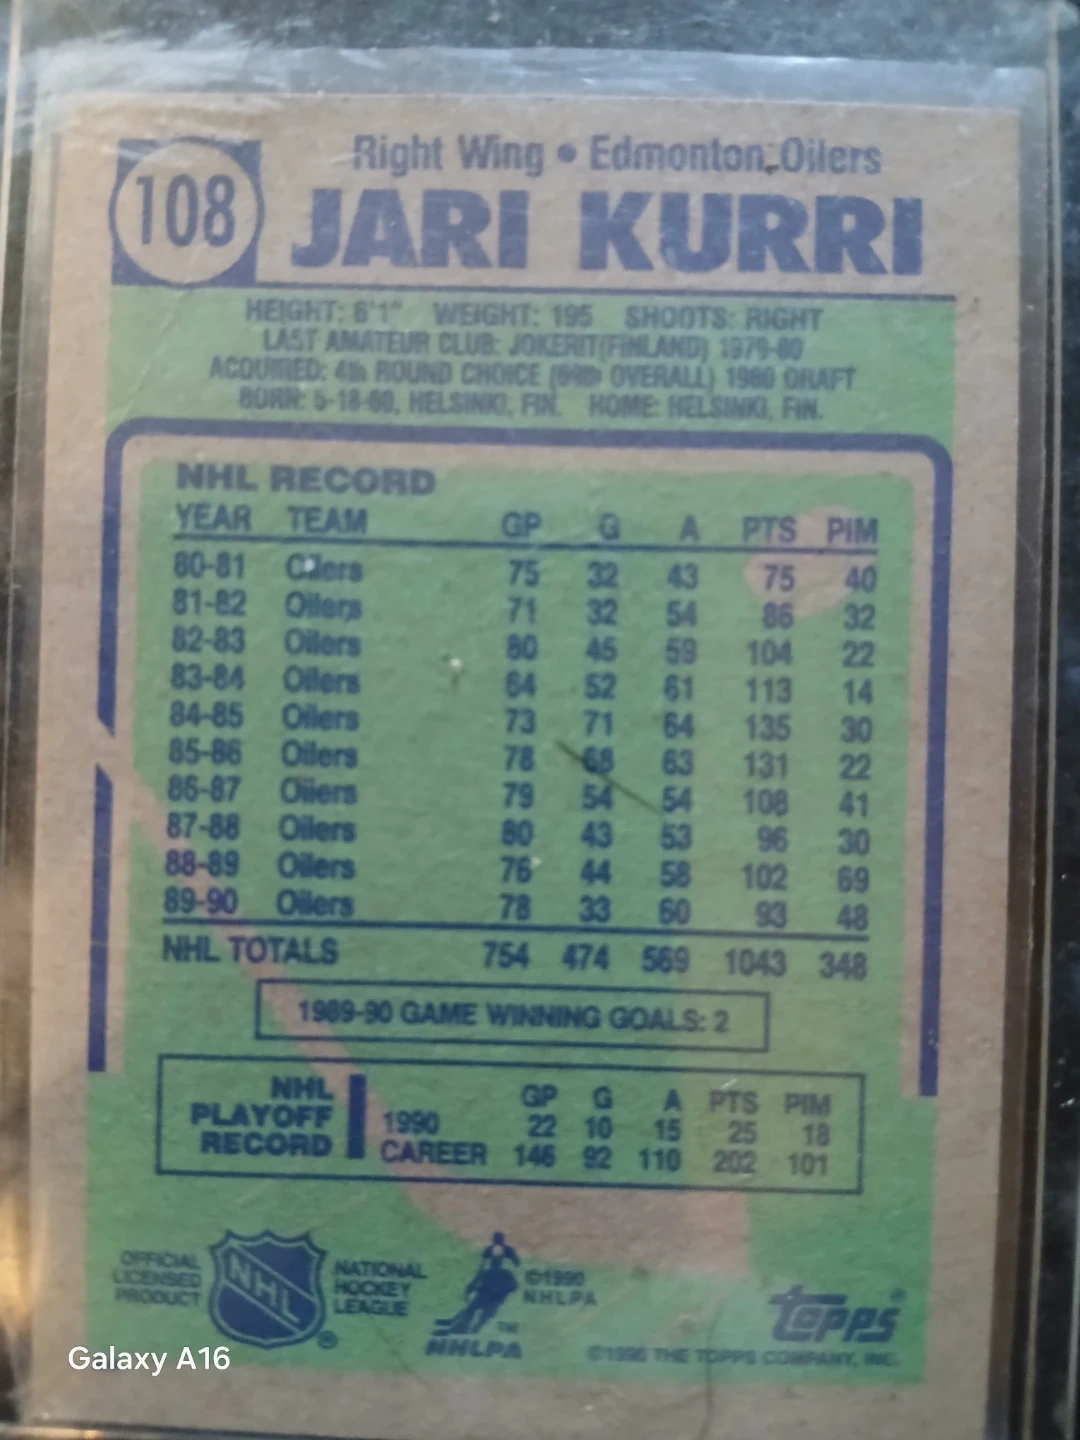 108
Right Wing • Edmonton Oilers
JARI KURRI
HEIGHT: 6'1" WEIGHT: 195 SHOOTS: RIGHT
LAST AMATEUR CLUB: JOKERIT(FINLAND) 1979-80
ACQUIRED: 4th ROUND CHOICE OVERALL) 1980 DRAFT
BORN: 5-18-60, HELSINKI, FIN. HOME: HELSINKI, FIN.
NHL RECORD
YEAR TEAM GP G A PTS PIM
80-81 Oilers 75 32 43 75 40
81-82 Oilers 71 32 54 86 32
82-83 Oilers 80 45 59 104 22
83-84 Oilers 64 52 61 113 14
84-85 Oilers 73 71 64 135 30
85-86 Oilers 78 68 63 131 22
86-87 Oilers 79 54 54 108 41
87-88 Oilers 80 43 53 96 30
88-89 Oilers 76 44 58 102 69
89-90 Oilers 78 33 60 93 48
NHL TOTALS 754 474 569 1043 348
1989-90 GAME WINNING GOALS: 2
NHL PLAYOFF RECORD
GP G A PTS PIM
1990 22 10 15 25 18
CAREER 146 92 110 202 101
OFFICIAL
LICENSED
PRODUCT
NHL
®
NATIONAL
HOCKEY
LEAGUE
TM
NHLPA
©1990
NHLPA
Topps®
©1990 THE TOPPS COMPANY, INC.
Galaxy A16